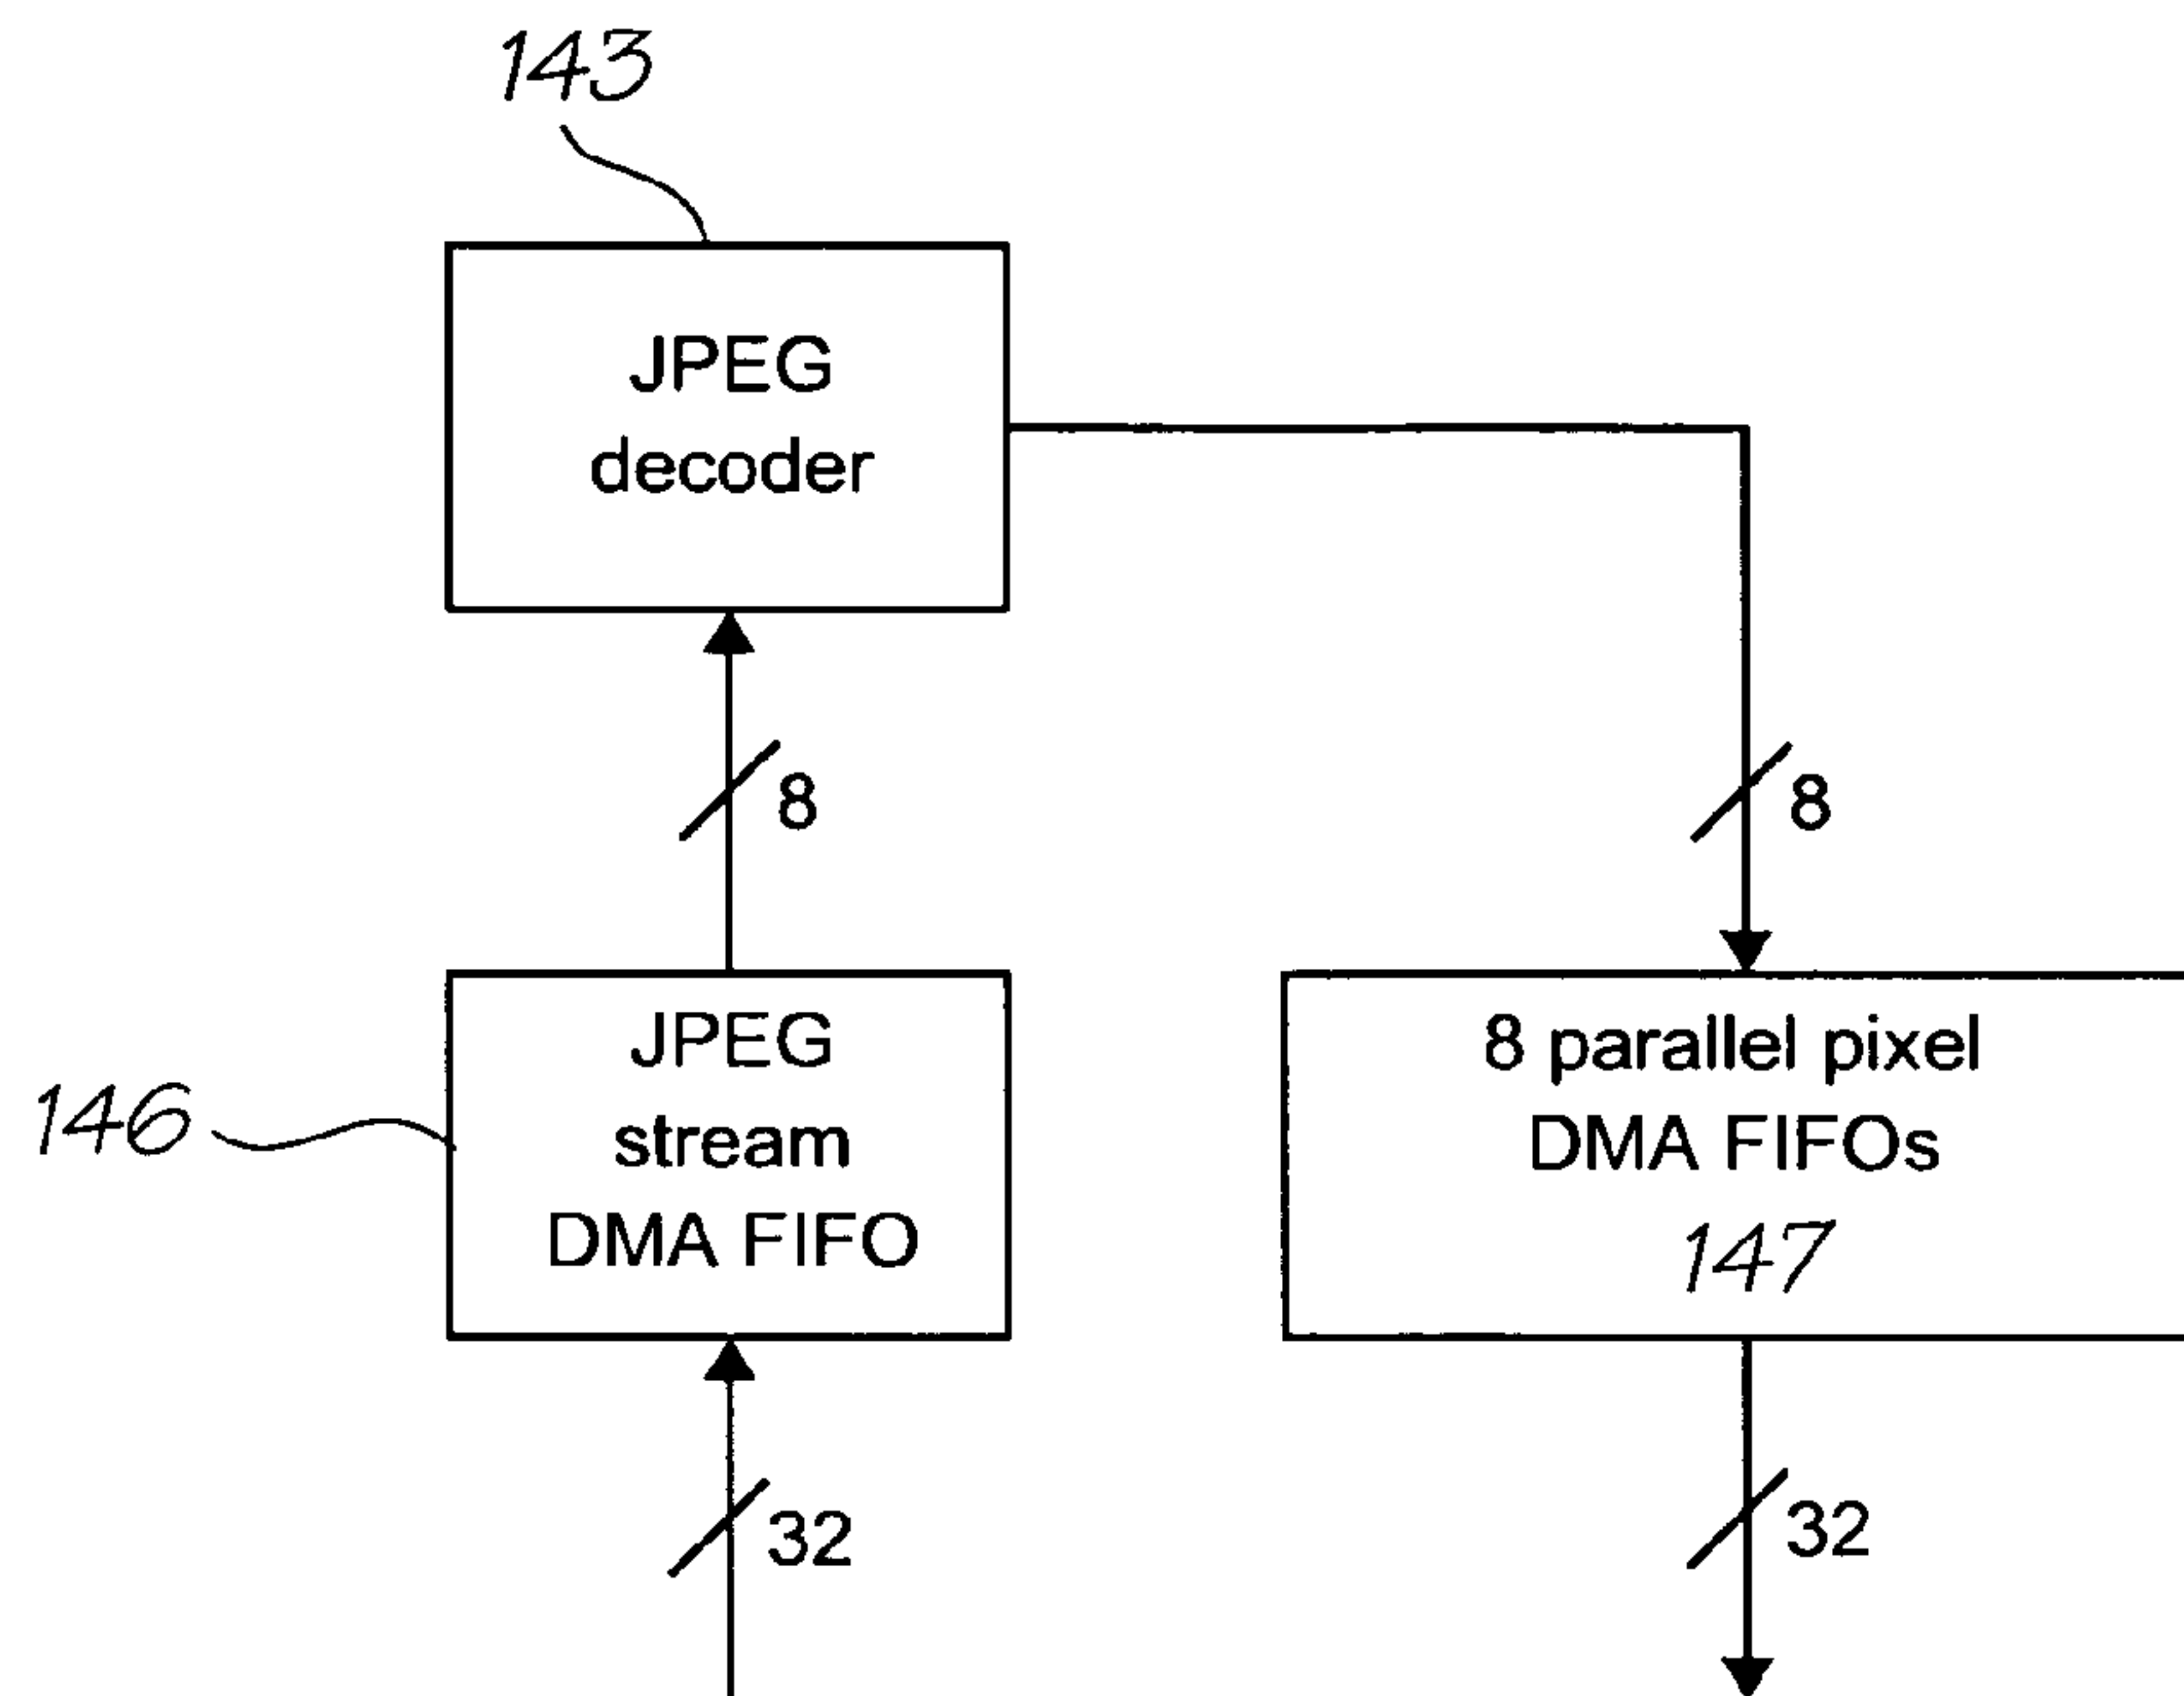 143
JPEG
decoder
8
8
146
JPEG
stream
DMA FIFO
8 parallel pixel
DMA FIFOs
147
32
32